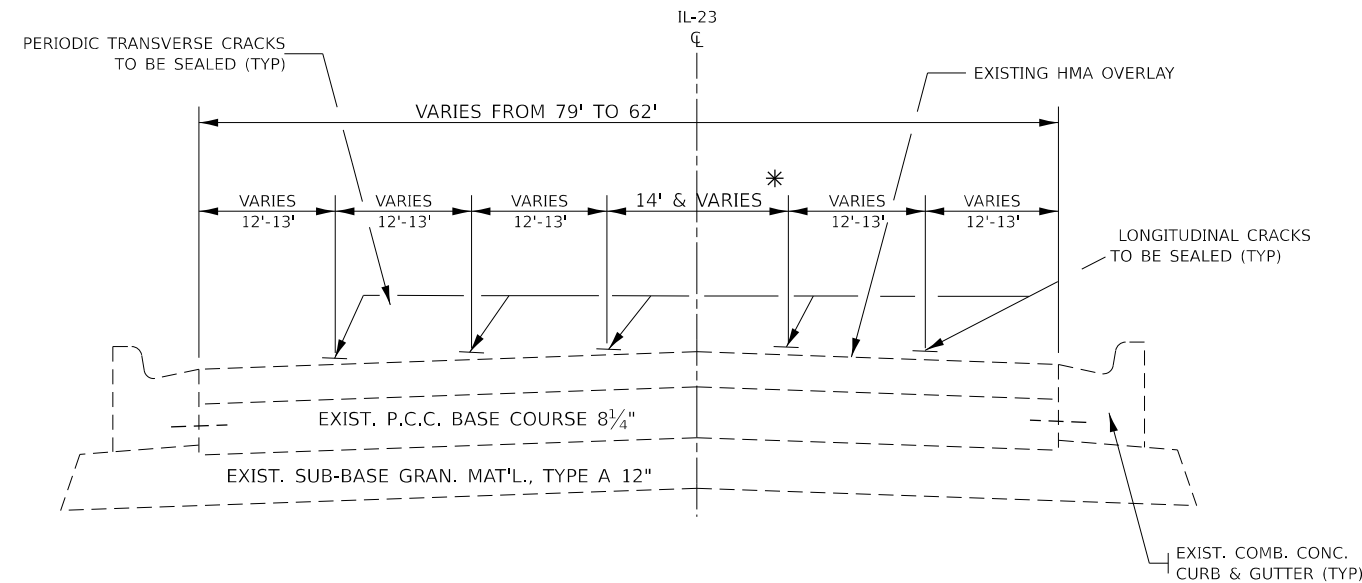 IL-23
℄
PERIODIC TRANSVERSE CRACKS
TO BE SEALED (TYP)
EXISTING HMA OVERLAY
VARIES FROM 79' TO 62'
VARIES
12'-13'
VARIES
12'-13'
VARIES
12'-13'
14' & VARIES
*
VARIES
12'-13'
VARIES
12'-13'
LONGITUDINAL CRACKS
TO BE SEALED (TYP)
EXIST. P.C.C. BASE COURSE 8¼"
EXIST. SUB-BASE GRAN. MAT'L., TYPE A 12"
EXIST. COMB. CONC.
CURB & GUTTER (TYP)